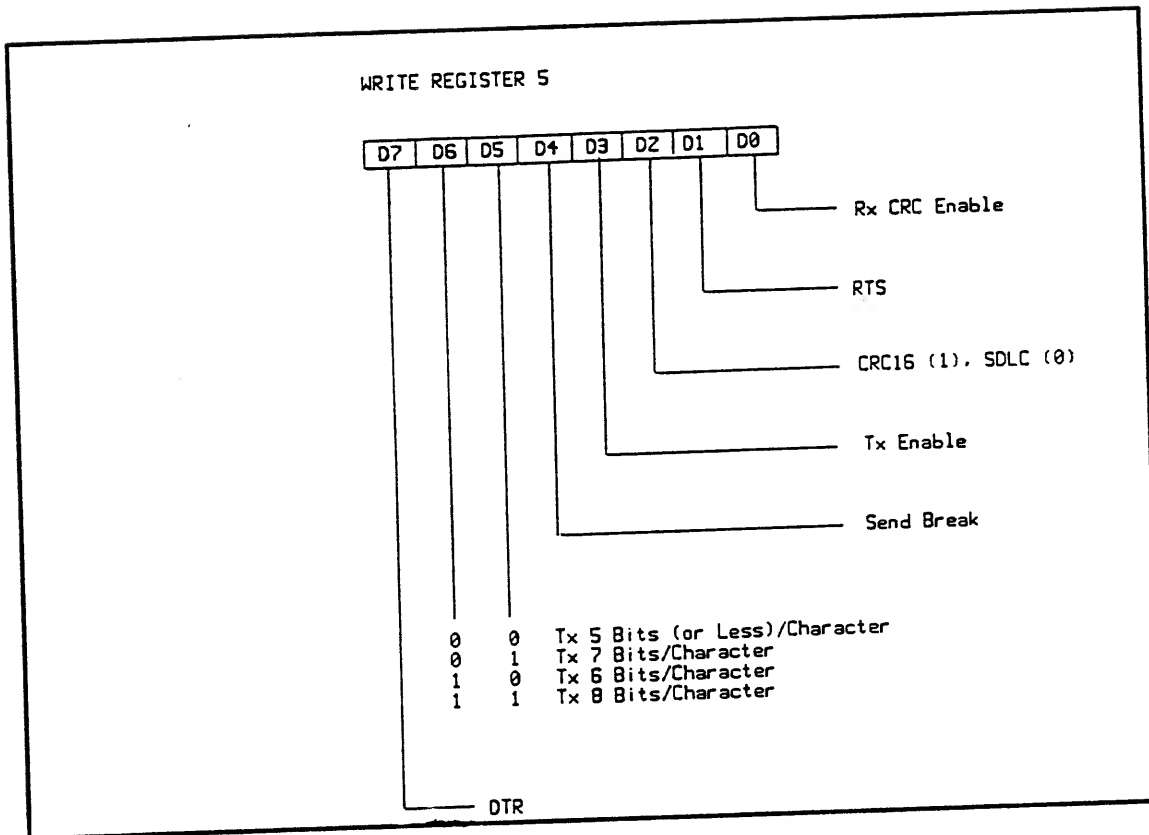 WRITE REGISTER 5
D7 D6 D5 D4 D3 D2 D1 D0
Rx CRC Enable
RTS
CRC16 (1), SDLC (0)
Tx Enable
Send Break
0 0 Tx 5 Bits (or Less)/Character
0 1 Tx 7 Bits/Character
1 0 Tx 6 Bits/Character
1 1 Tx 8 Bits/Character
DTR